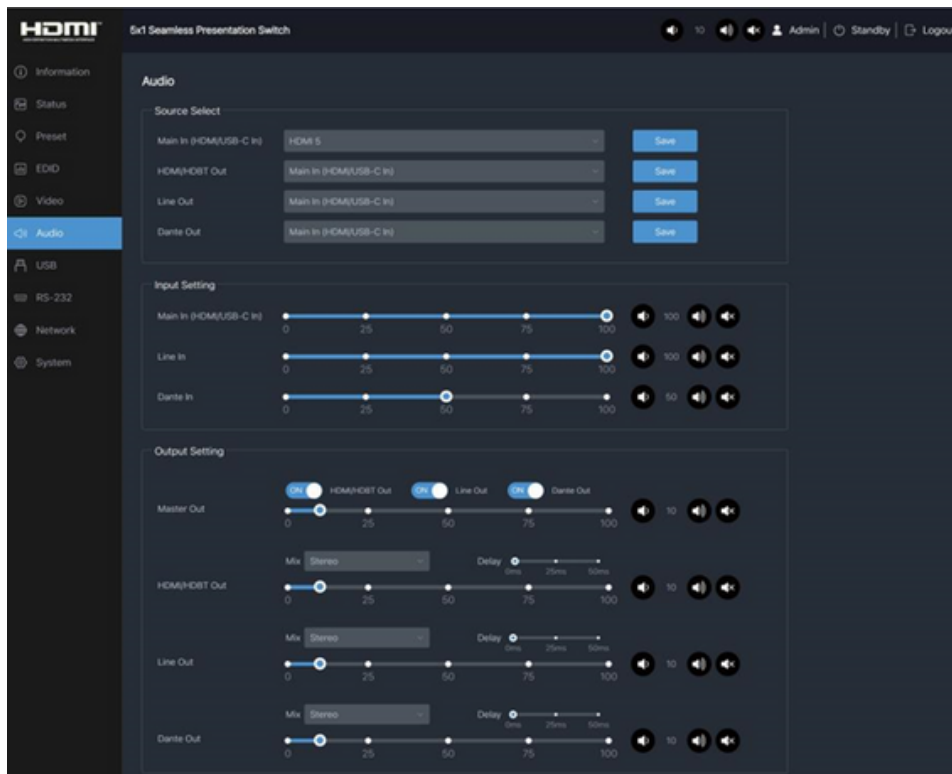 HDMI
5x1 Seamless Presentation Switch 10 Admin Standby Logou
Information
Status
Preset
EDID
Video
Audio
USB
RS-232
Network
System
Audio
Source Select
Main In (HDMI/USB-C In) HDMI 5 Save
HDMI/HDBT Out Main In (HDMI/USB-C In) Save
Line Out Main In (HDMI/USB-C In) Save
Dante Out Main In (HDMI/USB-C In) Save
Input Setting
Main In (HDMI/USB-C In) 100
0 25 50 75 100
Line In 100
0 25 50 75 100
Dante In 50
0 25 50 75 100
Output Setting
ON HDMI/HDBT Out ON Line Out ON Dante Out
Master Out 10
0 25 50 75 100
Mix Stereo Delay
0ms 25ms 50ms
HDMI/HDBT Out 10
0 25 50 75 100
Mix Stereo Delay
0ms 25ms 50ms
Line Out 10
0 25 50 75 100
Mix Stereo Delay
0ms 25ms 50ms
Dante Out 10
0 25 50 75 100